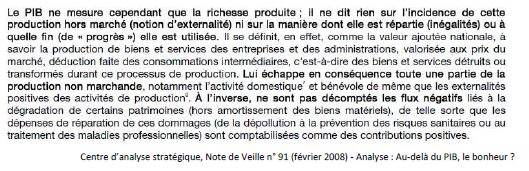 Le PIB ne mesure cependant que la richesse produite ; il ne dit rien sur l'incidence de cette
production hors marché (notion d'externalité) ni sur la manière dont elle est répartie (inégalités) ou à
quelle fin (de « progrès ») elle est utilisée. Il se définit, en effet, comme la valeur ajoutée nationale, à
savoir la production de biens et services des entreprises et des administrations, valorisée aux prix du
marché, déduction faite des consommations intermédiaires, c'est-à-dire des biens et services détruits ou
transformés durant ce processus de production. Lui échappe en conséquence toute une partie de la
production non marchande, notamment l'activité domestique et bénévole de même que les externalités
positives des activités de production. À l'inverse, ne sont pas décomptés les flux négatifs liés à la
dégradation de certains patrimoines (hors amortissement des biens matériels), de telle sorte que les
dépenses de réparation de ces dommages (de la dépollution à la prévention des risques sanitaires ou au
traitement des maladies professionnelles) sont comptabilisées comme des contributions positives.
Centre d'analyse stratégique, Note de Veille n° 91 (février 2008) - Analyse : Au-delà du PIB, le bonheur ?